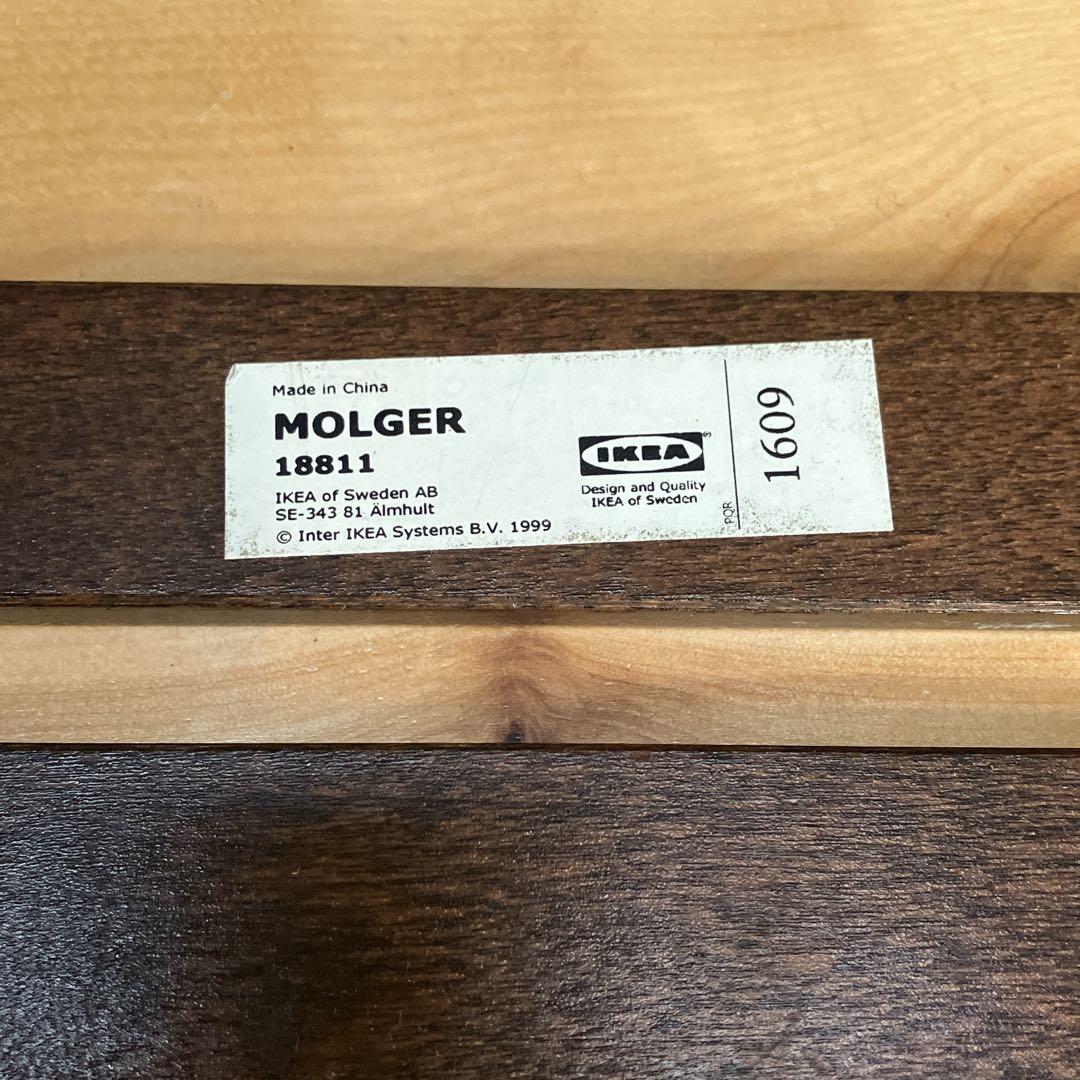 Made in China
MOLGER
18811
IKEA of Sweden AB
SE-343 81 Älmhult
© Inter IKEA Systems B.V. 1999
IKEA®
Design and Quality
IKEA of Sweden
PQR
1609